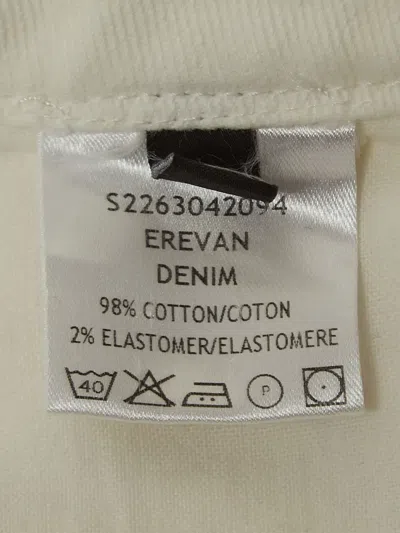 S2263042094
EREVAN
DENIM
98% COTTON/COTON
2% ELASTOMER/ELASTOMERE
40 P